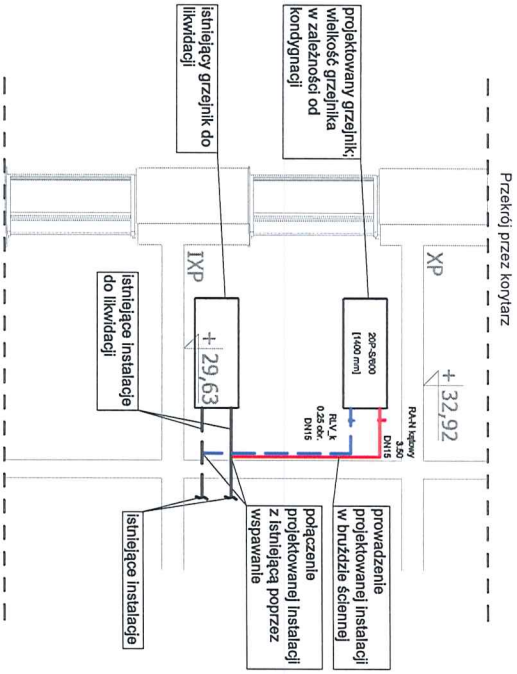 Przekrój przez korytarz
projektowany grzejnik;
wielkość grzejnika
w zależności od
kondygnacji
istniejący grzejnik do
likwidacji
XP
+ 32,92
RA-N kątowy
3.50
DN15
20P-S/600
[1400 mm]
RLV_k
0.25 obr.
DN15
prowadzenie
projektowanej instalacji
w bruździe ściennej
IXP
+ 29,63
istniejące instalacje
do likwidacji
połączenie
projektowanej instalacji
z istniejącą poprzez
wspawanie
istniejące instalacje